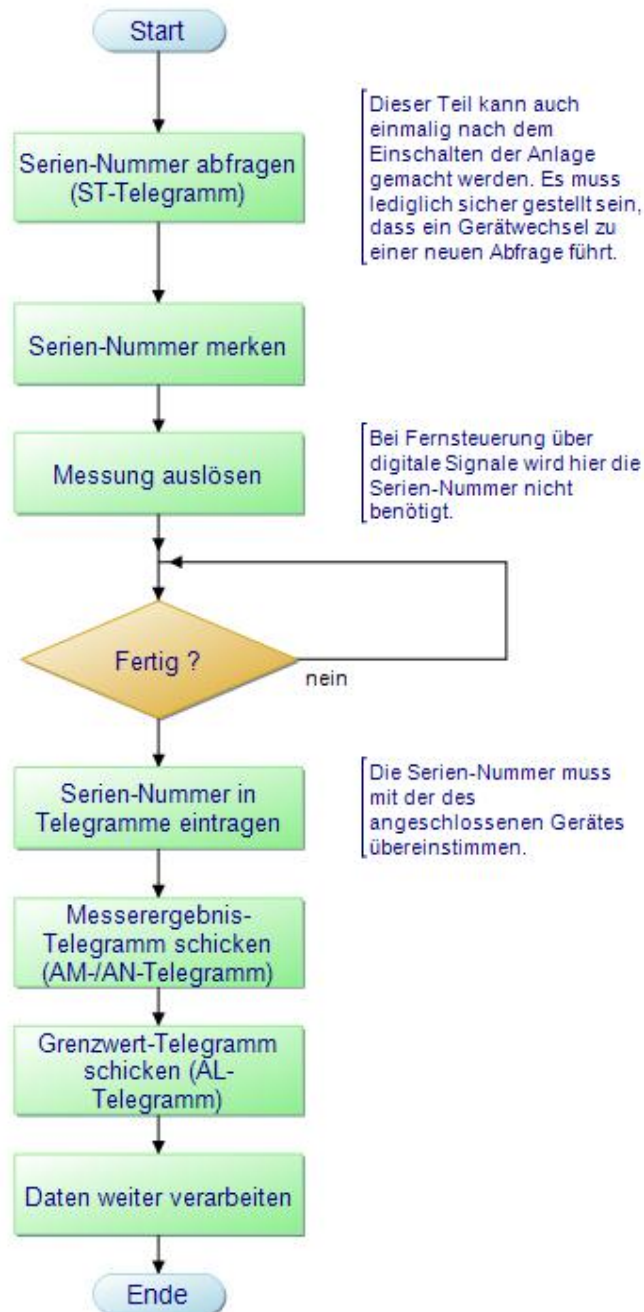 Start
Serien-Nummer abfragen
(ST-Telegramm)
Dieser Teil kann auch
einmalig nach dem
Einschalten der Anlage
gemacht werden. Es muss
lediglich sicher gestellt sein,
dass ein Gerätwechsel zu
einer neuen Abfrage führt.
Serien-Nummer merken
Messung auslösen
Bei Fernsteuerung über
digitale Signale wird hier die
Serien-Nummer nicht
benötigt.
Fertig ?
nein
Serien-Nummer in
Telegramme eintragen
Die Serien-Nummer muss
mit der des
angeschlossenen Gerätes
übereinstimmen.
Messerergebnis-
Telegramm schicken
(AM-/AN-Telegramm)
Grenzwert-Telegramm
schicken (AL-
Telegramm)
Daten weiter verarbeiten
Ende